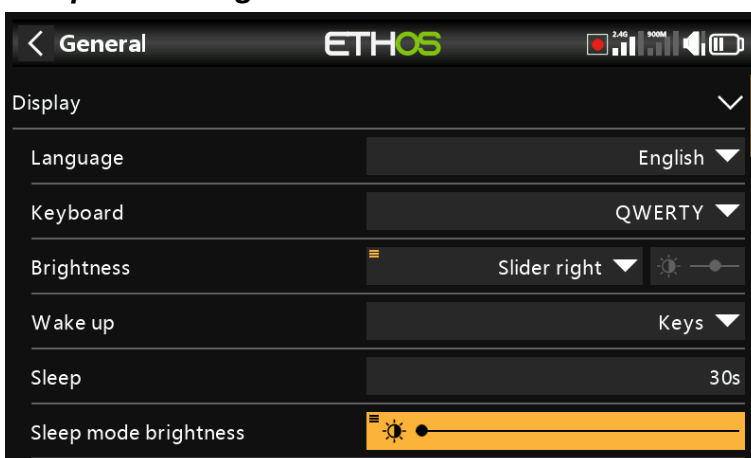 General ETHOS 2.4G 900M
Display
Language English
Keyboard QWERTY
Brightness Slider right
Wake up Keys
Sleep 30s
Sleep mode brightness